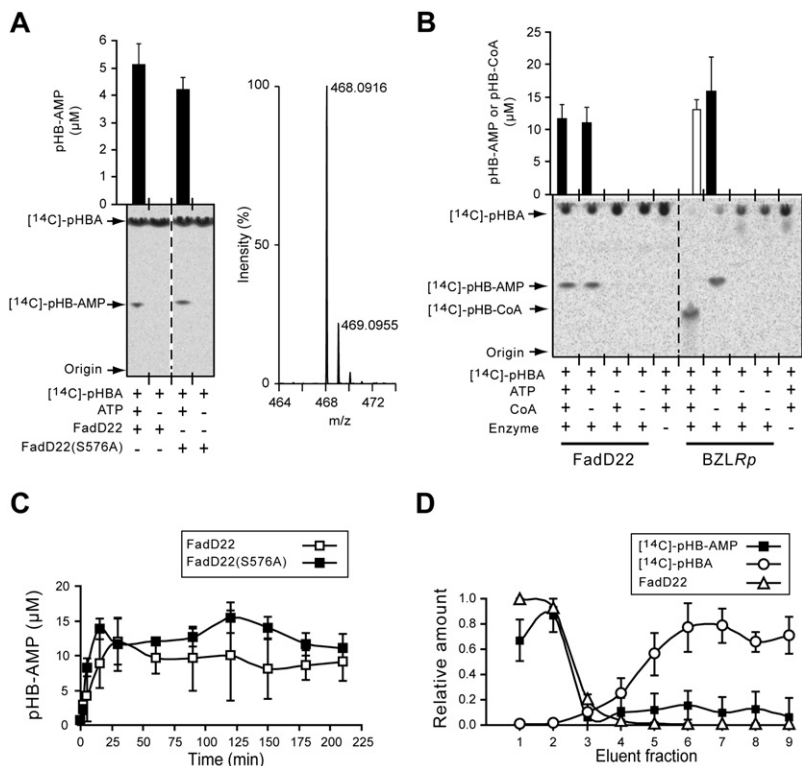 A
pHB-AMP
(µM)
6
5
4
3
2
1
0
[¹⁴C]-pHBA
[¹⁴C]-pHB-AMP
Origin
[¹⁴C]-pHBA + + + +
ATP + - + -
FadD22 + + - -
FadD22(S576A) - - + +
Inensity (%)
100
50
0
468.0916
469.0955
464 468 472
m/z
B
pHB-AMP or pHB-CoA
(µM)
25
20
15
10
5
0
[¹⁴C]-pHBA
[¹⁴C]-pHB-AMP
[¹⁴C]-pHB-CoA
Origin
[¹⁴C]-pHBA + + + + + + + + + +
ATP + + - - + + + - - +
CoA + - + - + + - + - +
Enzyme + + + + - + + + + -
FadD22 BZLRp
C
FadD22
FadD22(S576A)
pHB-AMP (µM)
20
15
10
5
0
0 25 50 75 100 125 150 175 200 225
Time (min)
D
[¹⁴C]-pHB-AMP
[¹⁴C]-pHBA
FadD22
Relative amount
1.0
0.8
0.6
0.4
0.2
0.0
1 2 3 4 5 6 7 8 9
Eluent fraction